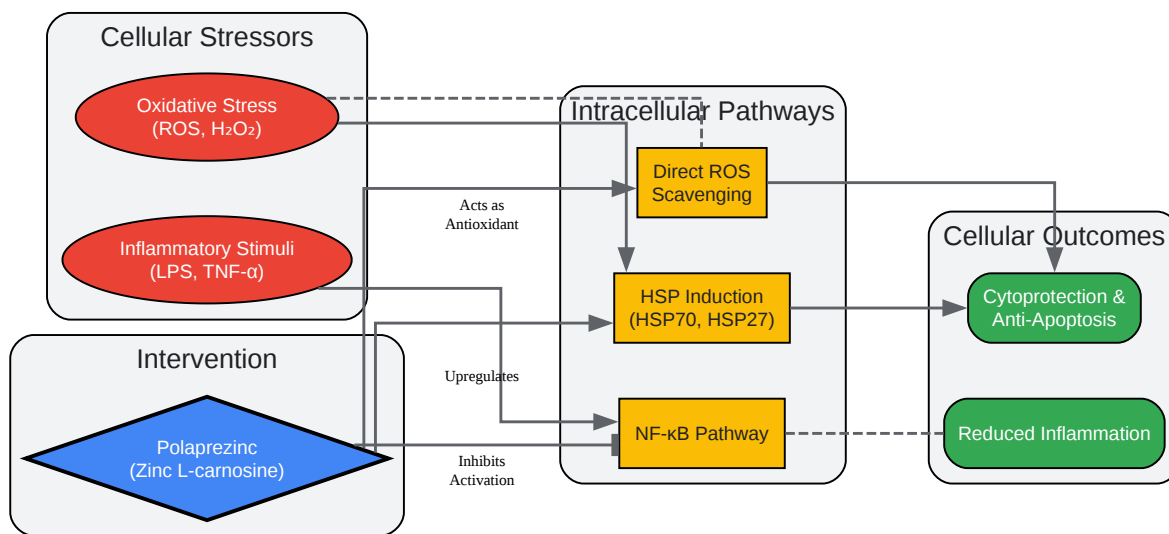 Cellular Stressors
Oxidative Stress
(ROS, H₂O₂)
Inflammatory Stimuli
(LPS, TNF-α)
Intervention
Polaprezinc
(Zinc L-carnosine)
Acts as
Antioxidant
Upregulates
Inhibits
Activation
Intracellular Pathways
Direct ROS
Scavenging
HSP Induction
(HSP70, HSP27)
NF-κB Pathway
Cellular Outcomes
Cytoprotection &
Anti-Apoptosis
Reduced Inflammation